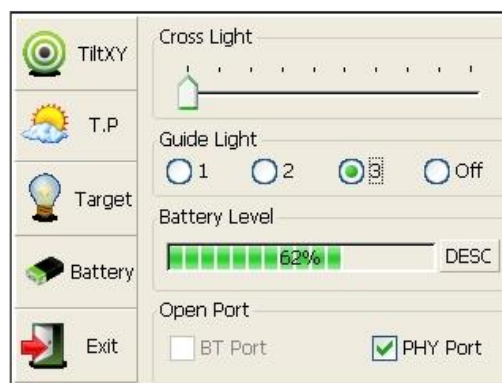 TiltXY
T.P
Target
Battery
Exit
Cross Light
Guide Light
1 2 3 Off
Battery Level
62% DESC
Open Port
BT Port PHY Port